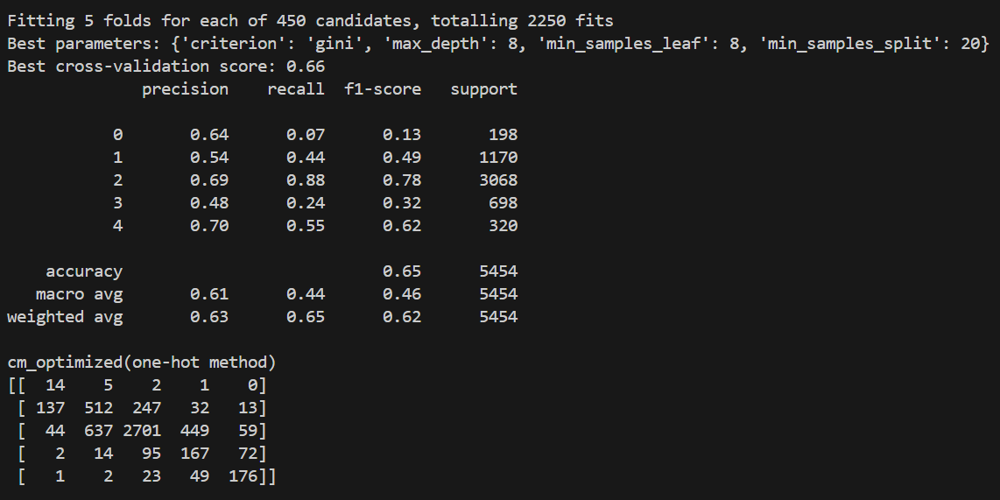 Fitting 5 folds for each of 450 candidates, totalling 2250 fits
Best parameters: {'criterion': 'gini', 'max_depth': 8, 'min_samples_leaf': 8, 'min_samples_split': 20}
Best cross-validation score: 0.66
              precision    recall  f1-score   support

           0       0.64      0.07      0.13       198
           1       0.54      0.44      0.49      1170
           2       0.69      0.88      0.78      3068
           3       0.48      0.24      0.32       698
           4       0.70      0.55      0.62       320

    accuracy                           0.65      5454
   macro avg       0.61      0.44      0.46      5454
weighted avg       0.63      0.65      0.62      5454

cm_optimized(one-hot method)
[[  14    5    2    1    0]
 [ 137  512  247   32   13]
 [  44  637 2701  449   59]
 [   2   14   95  167   72]
 [   1    2   23   49  176]]